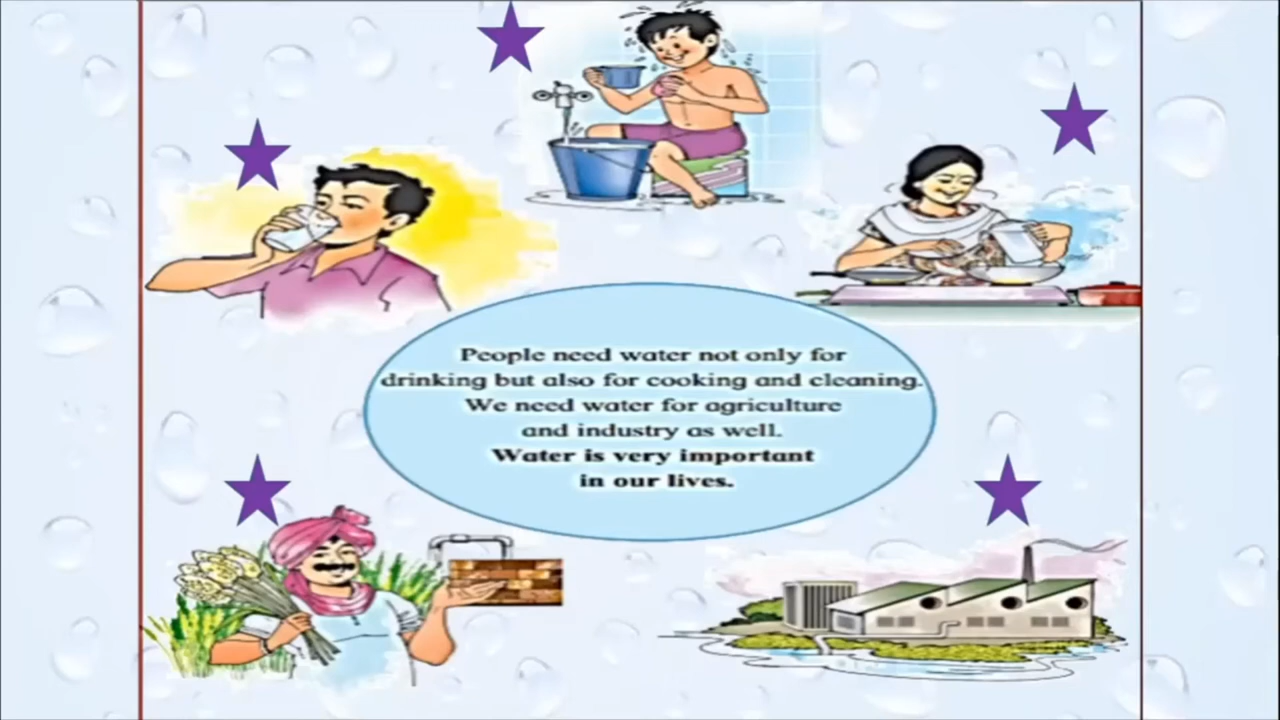 People need water not only for
drinking but also for cooking and cleaning.
We need water for agriculture
and industry as well.
Water is very important
in our lives.